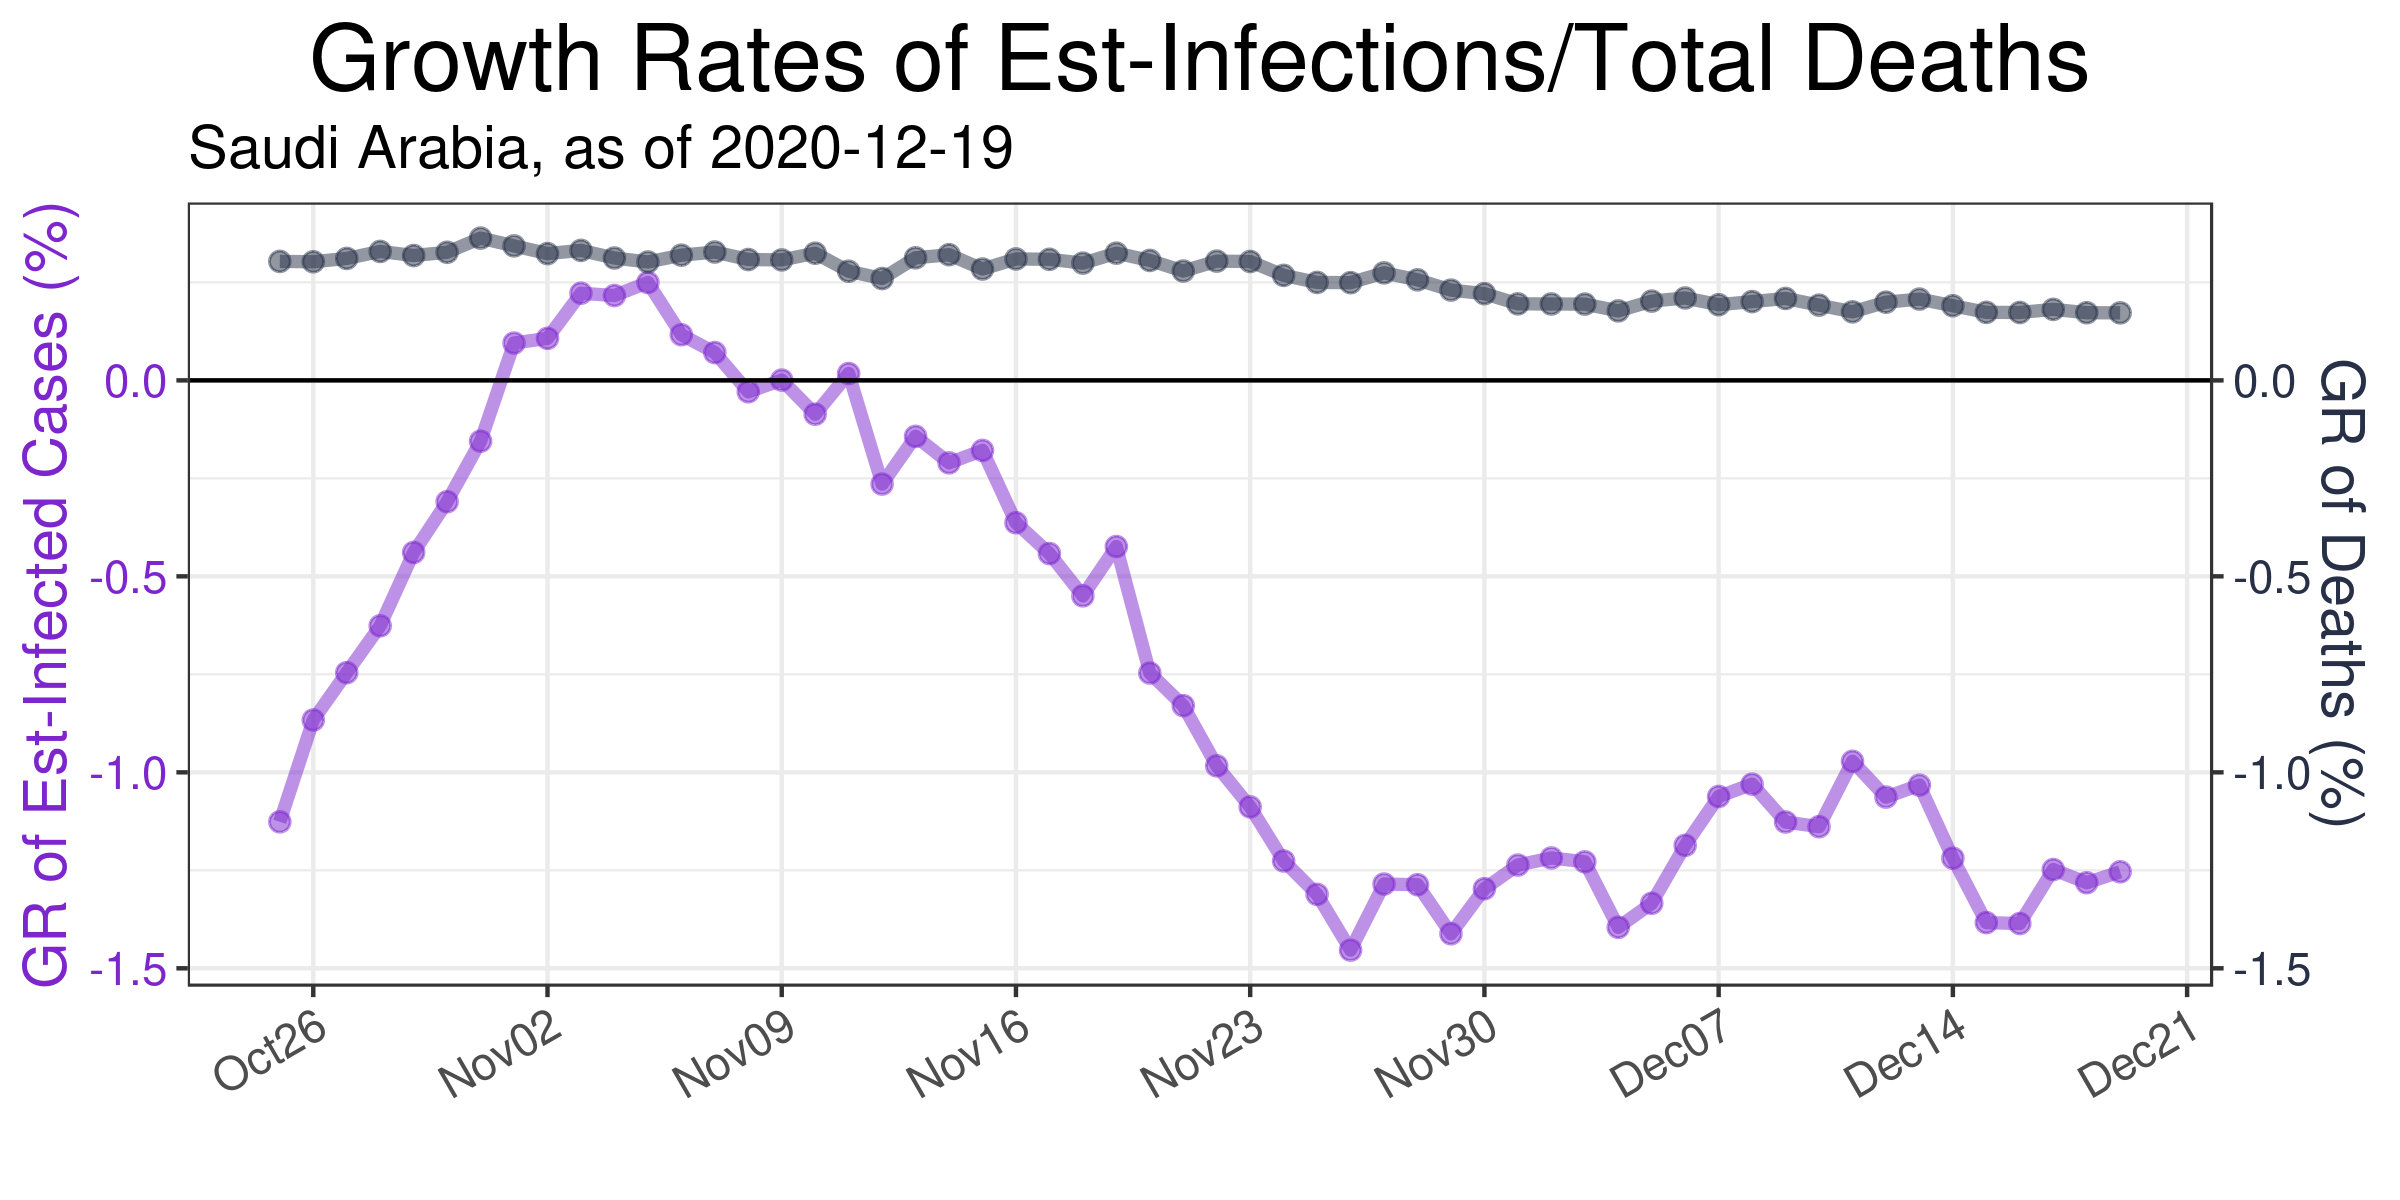 Growth Rates of Est-Infections/Total Deaths
Saudi Arabia, as of 2020-12-19
GR of Est-Infected Cases (%)
0.0
-0.5
-1.0
-1.5
0.0
-0.5
-1.0
-1.5
GR of Deaths (%)
Oct26
Nov02
Nov09
Nov16
Nov23
Nov30
Dec07
Dec14
Dec21